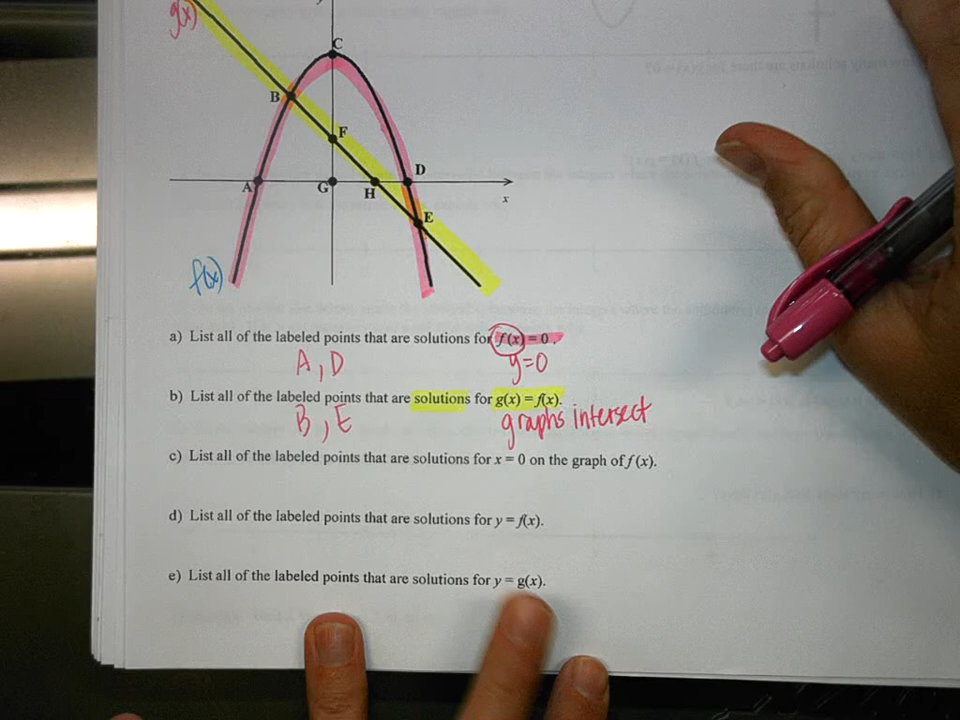 g(x)
y
C
B
F
D
A
G
H
x
E
f(x)
a) List all of the labeled points that are solutions for f(x) = 0.
A, D
y=0
b) List all of the labeled points that are solutions for g(x) = f(x).
B, E
graphs intersect
c) List all of the labeled points that are solutions for x = 0 on the graph of f(x).
d) List all of the labeled points that are solutions for y = f(x).
e) List all of the labeled points that are solutions for y = g(x).